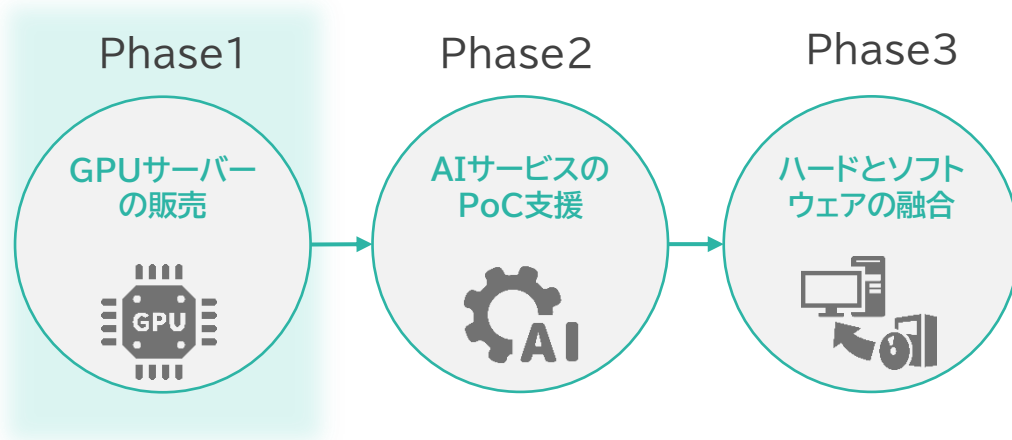 Phase1
Phase2
Phase3
GPUサーバー
の販売
AIサービスの
PoC支援
ハードとソフト
ウェアの融合
GPU
AI